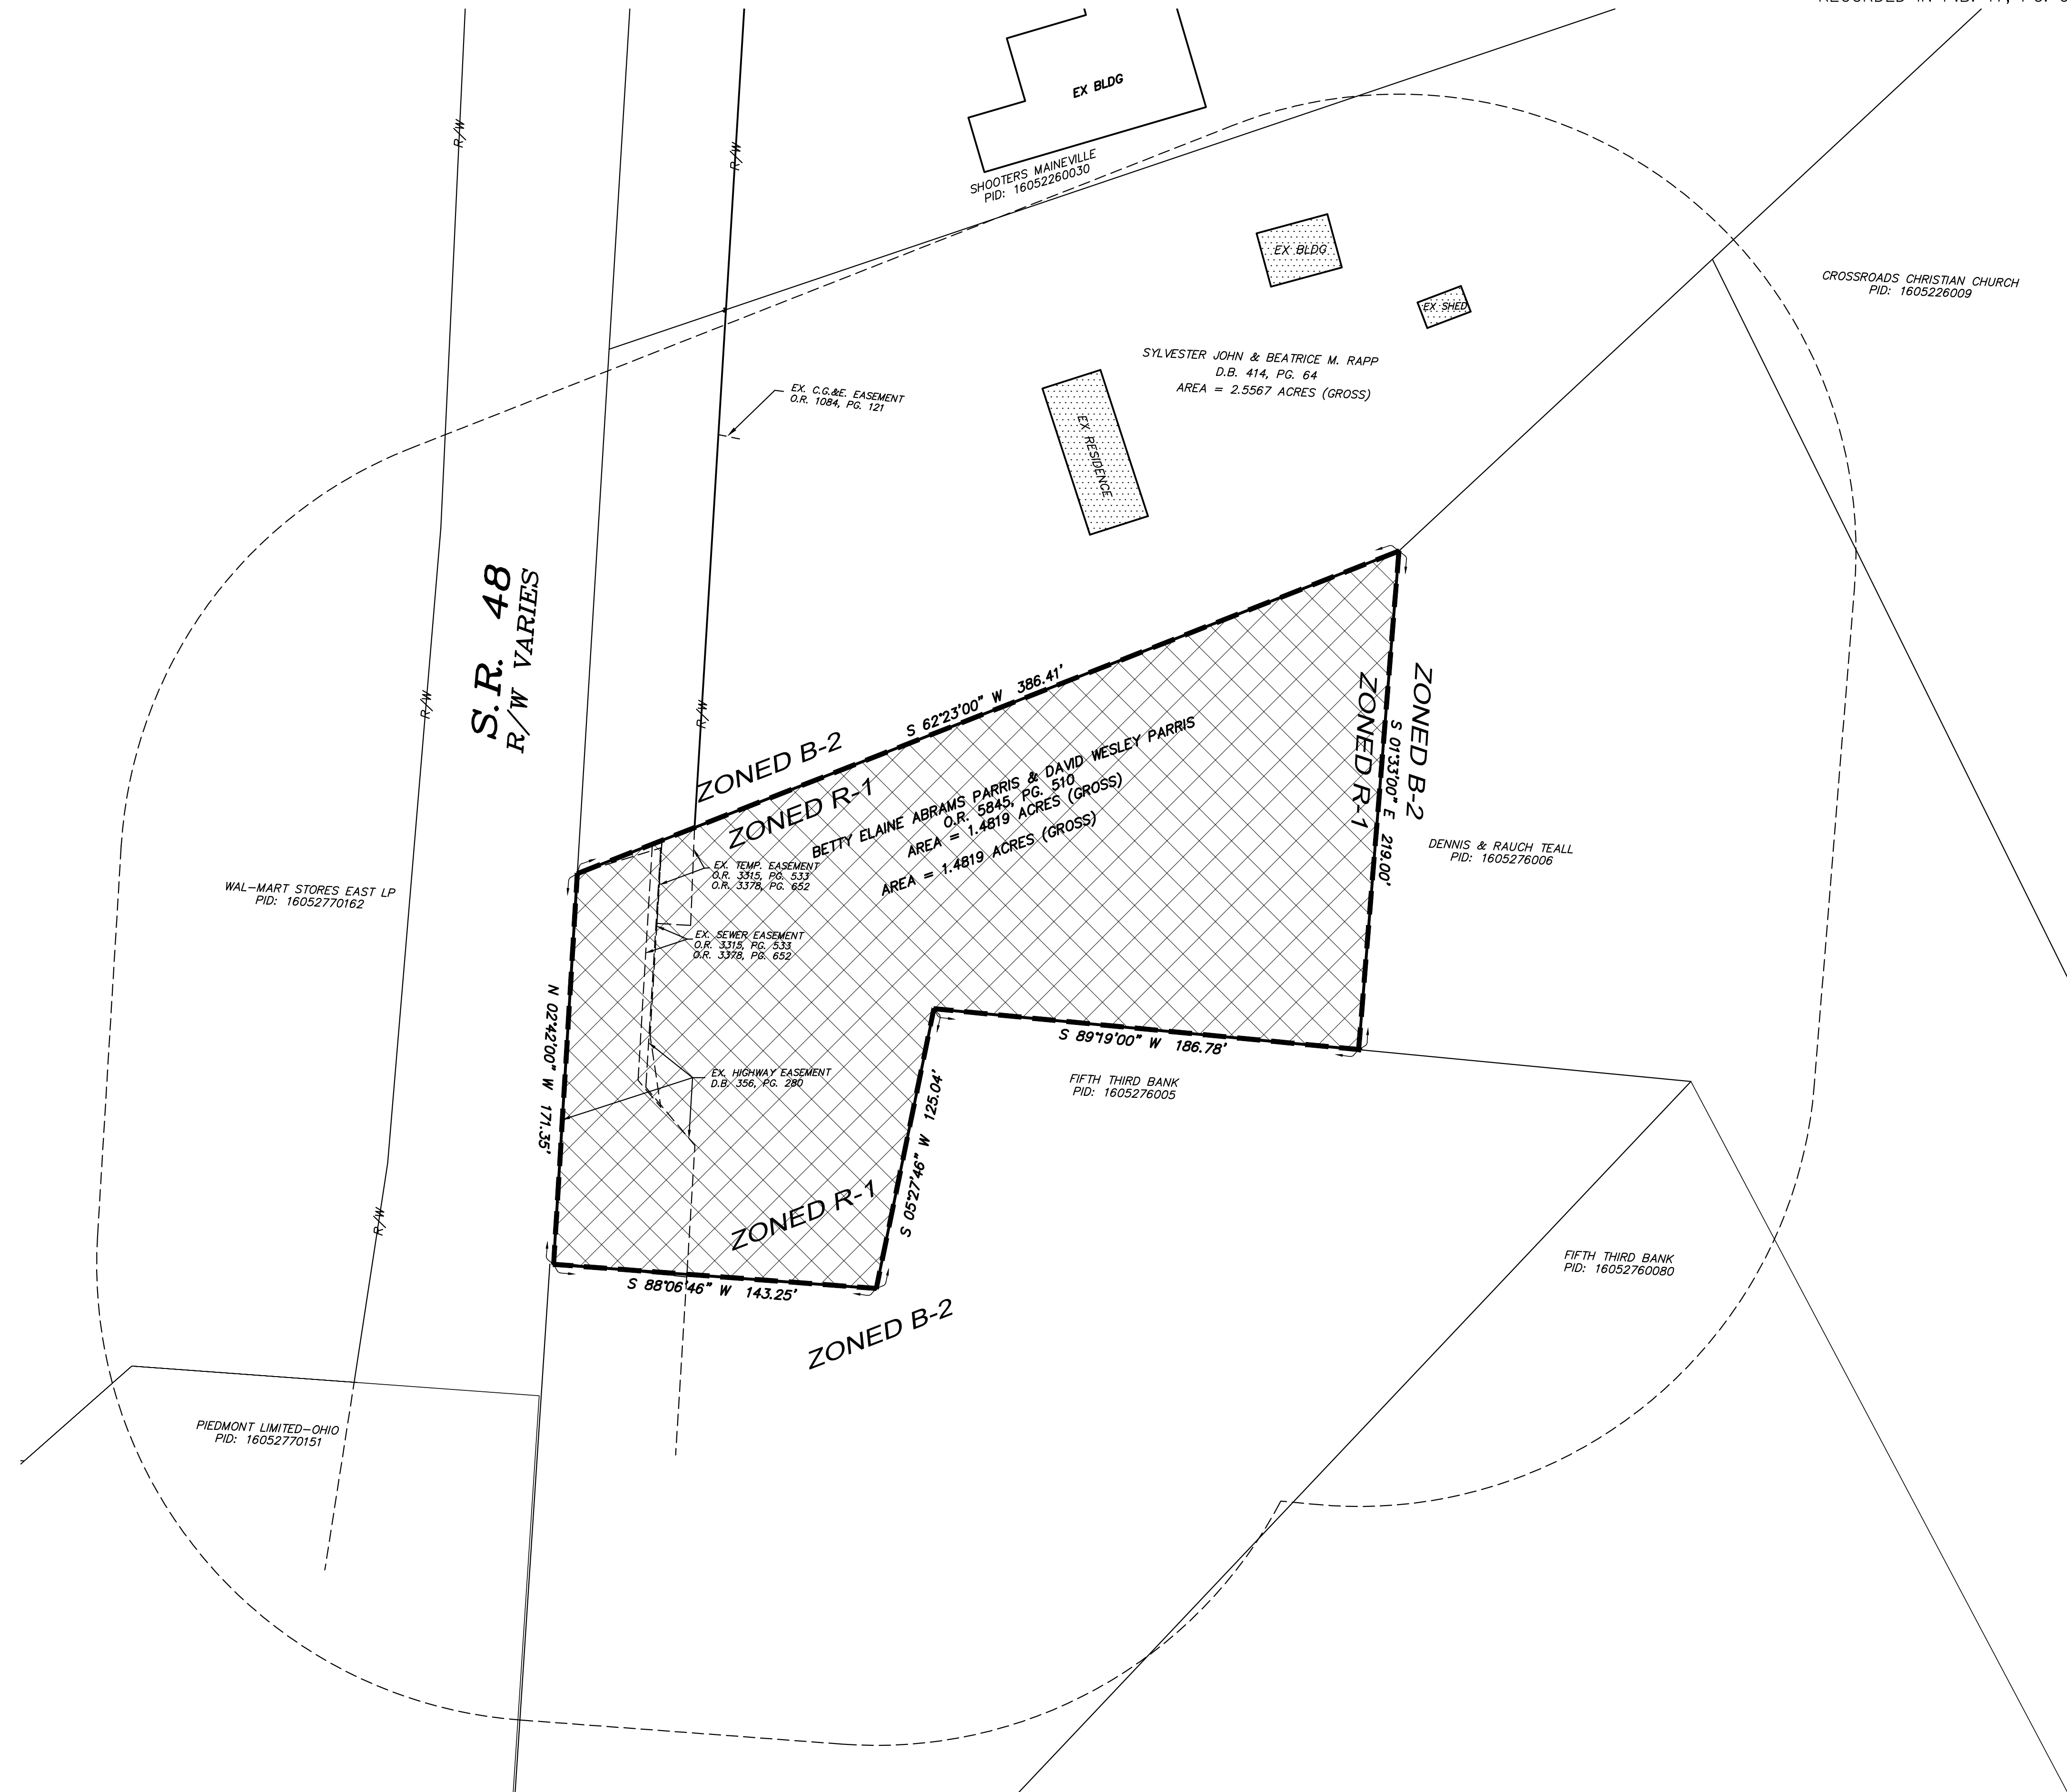 R/W
R/W
EX BLDG
SHOOTERS MAINEVILLE
PID: 16052260030
EX BLDG
EX SHED
CROSSROADS CHRISTIAN CHURCH
PID: 1605226009
SYLVESTER JOHN & BEATRICE M. RAPP
D.B. 414, PG. 64
AREA = 2.5567 ACRES (GROSS)
EX. C.G.&E. EASEMENT
O.R. 1084, PG. 121
EX RESIDENCE
S.R. 48
R/W VARIES
R/W
R/W
S 62°23'00" W 386.41'
ZONED B-2
ZONED R-1
BETTY ELAINE ABRAMS PARRIS & DAVID WESLEY PARRIS
O.R. 5845, PG. 510
AREA = 1.4819 ACRES (GROSS)
AREA = 1.4819 ACRES (GROSS)
ZONED R-1
S 01°33'00" E 219.00'
ZONED B-2
DENNIS & RAUCH TEALL
PID: 1605276006
WAL-MART STORES EAST LP
PID: 16052770162
EX. TEMP. EASEMENT
O.R. 3315, PG. 533
O.R. 3378, PG. 652
EX. SEWER EASEMENT
O.R. 3315, PG. 533
O.R. 3378, PG. 652
N 02°42'00" W 171.35'
EX. HIGHWAY EASEMENT
D.B. 356, PG. 280
S 89°19'00" W 186.78'
FIFTH THIRD BANK
PID: 1605276005
S 05°27'46" W 125.04'
ZONED R-1
R/W
S 88°06'46" W 143.25'
ZONED B-2
FIFTH THIRD BANK
PID: 16052760080
PIEDMONT LIMITED-OHIO
PID: 16052770151